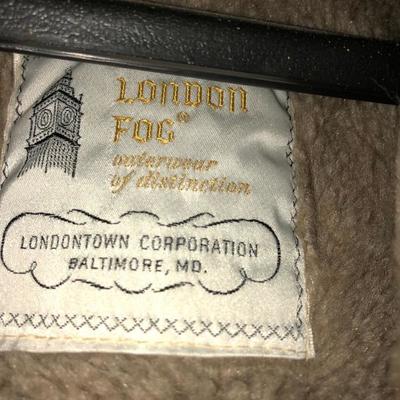 LONDON
FOG®
outerwear
of distinction
LONDONTOWN CORPORATION
BALTIMORE, MD.